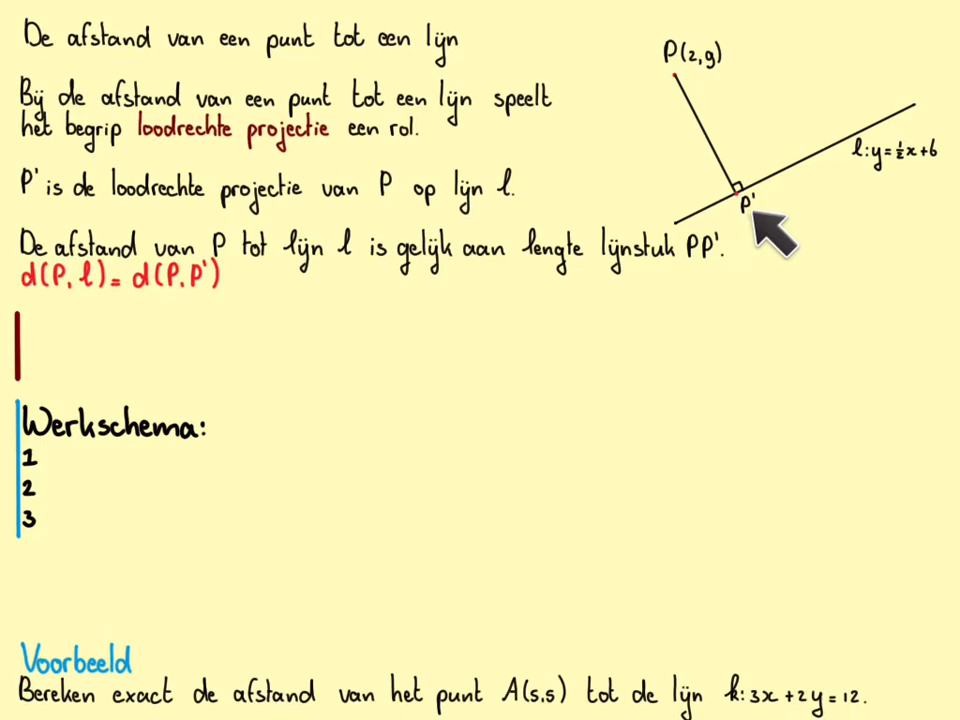 De afstand van een punt tot een lijn
P(2,9)
Bij de afstand van een punt tot een lijn speelt
het begrip loodrechte projectie een rol.
l:y=½x+6
P' is de loodrechte projectie van P op lijn l.
P'
De afstand van P tot lijn l is gelijk aan lengte lijnstuk PP'.
d(P, l) = d(P, P')
Werkschema:
1
2
3
Voorbeeld
Bereken exact de afstand van het punt A(5,5) tot de lijn k: 3x + 2y = 12.